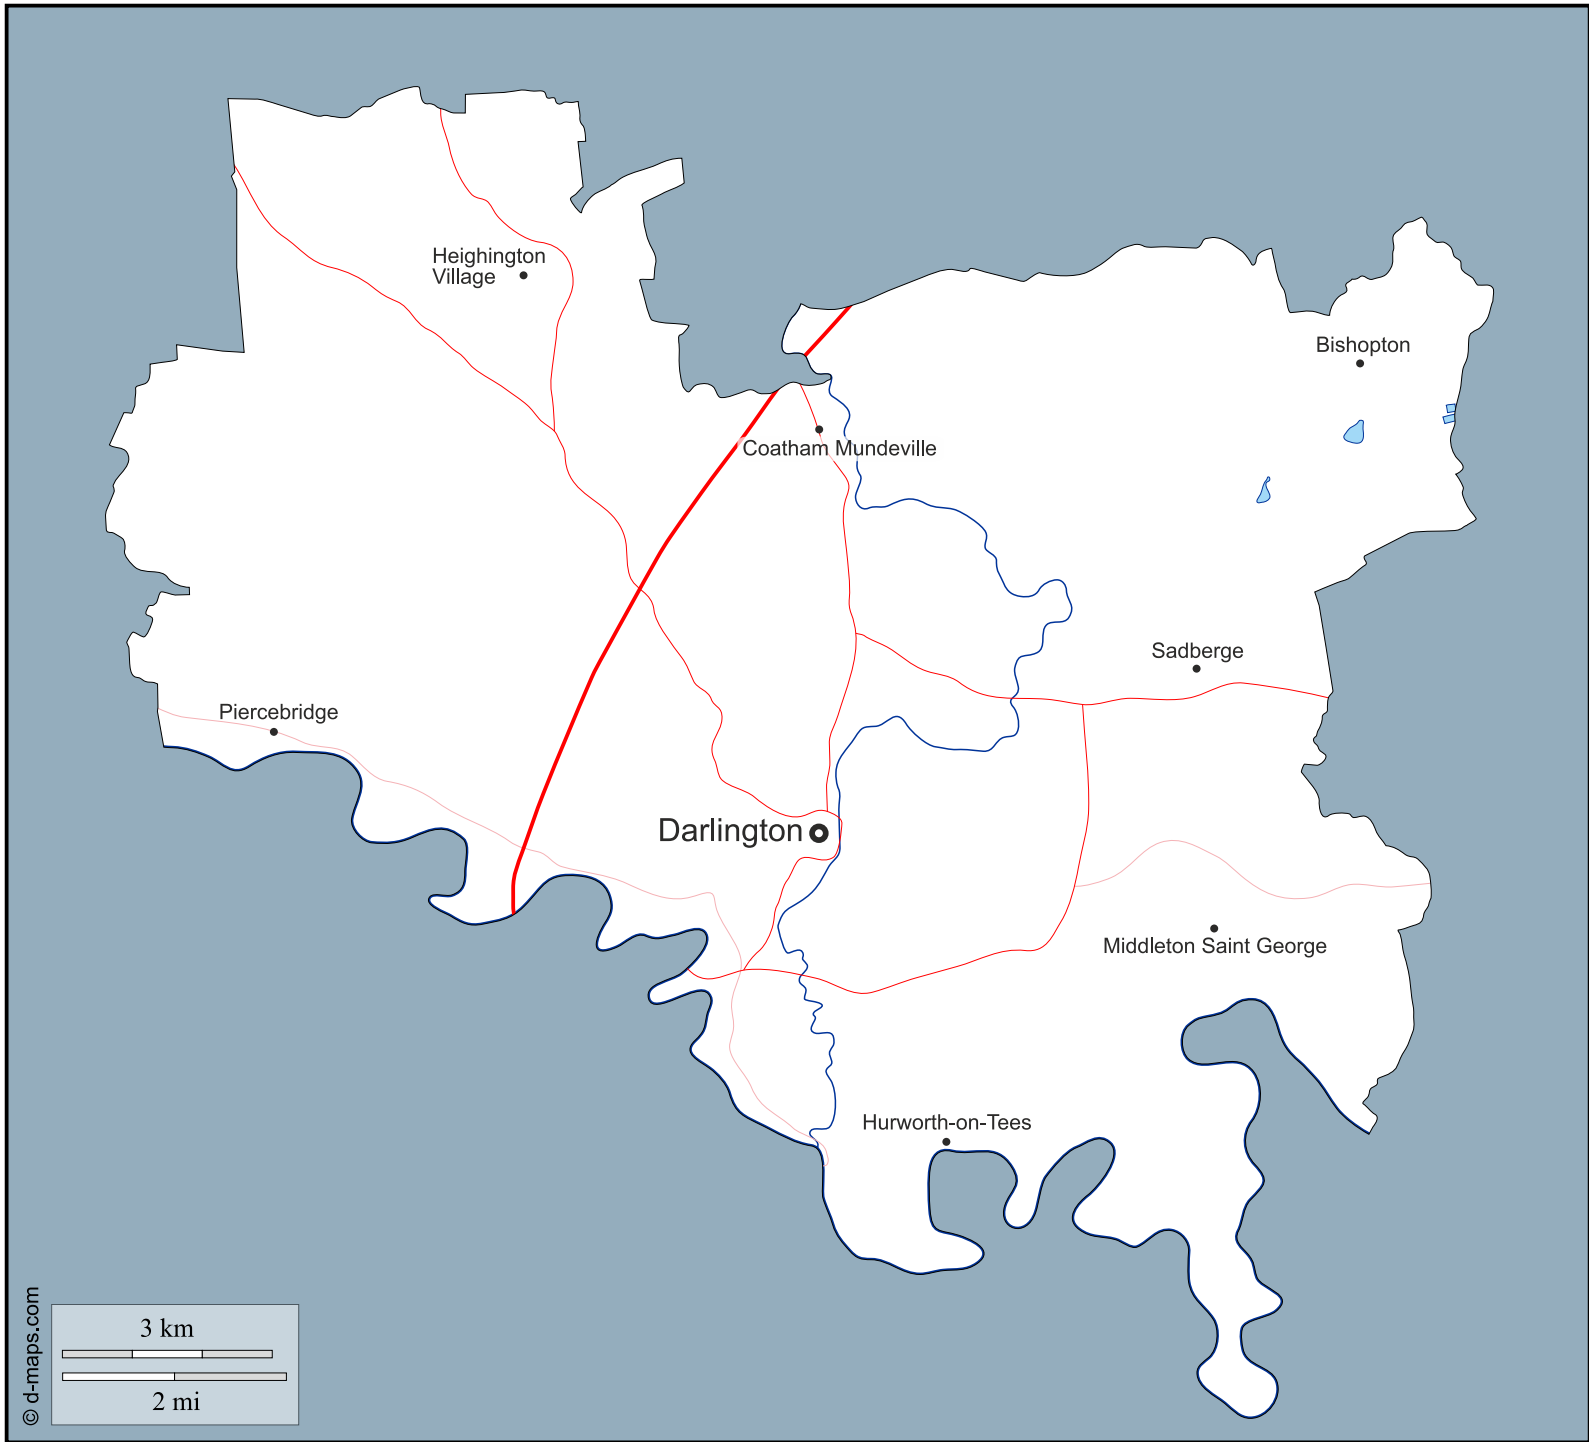 Heighington
Village
Bishopton
Coatham Mundeville
Sadberge
Piercebridge
Darlington
Middleton Saint George
Hurworth-on-Tees
© d-maps.com
3 km
2 mi